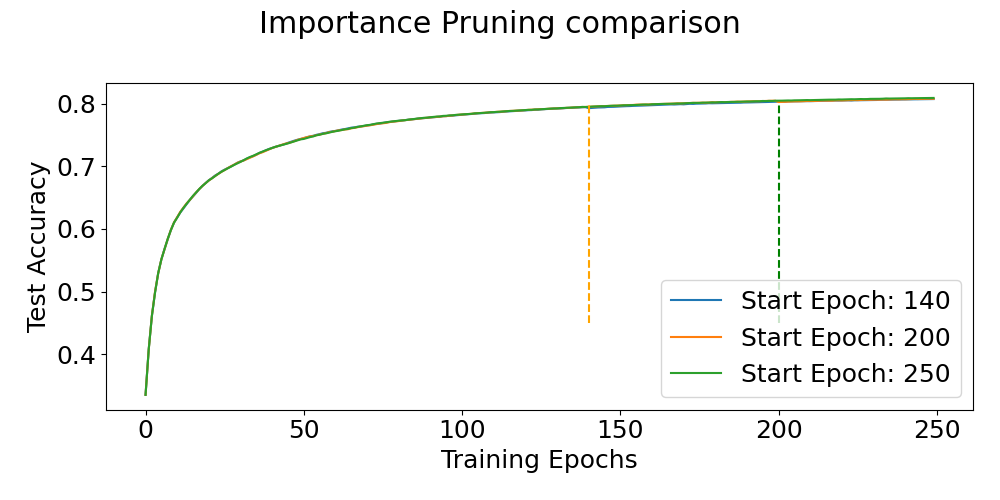 Importance Pruning comparison
0.8
0.7
0.6
0.5
0.4
Test Accuracy
Start Epoch: 140
Start Epoch: 200
Start Epoch: 250
0 50 100 150 200 250
Training Epochs